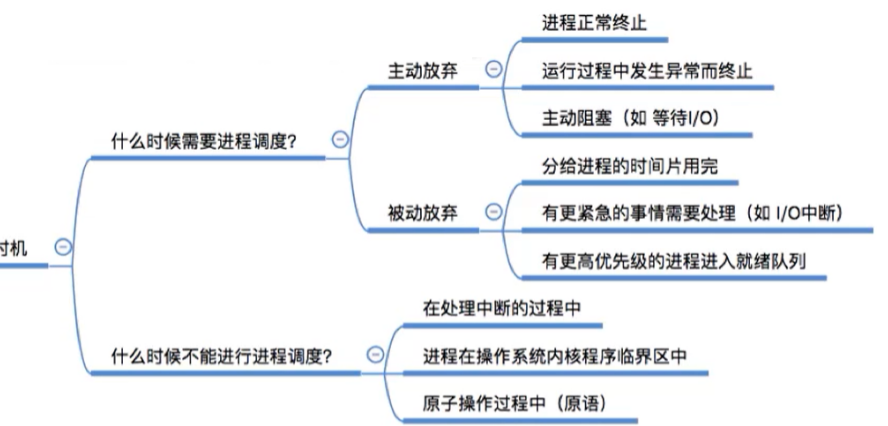 进程正常终止
主动放弃
运行过程中发生异常而终止
主动阻塞（如 等待I/O）
什么时候需要进程调度？
分给进程的时间片用完
被动放弃
有更紧急的事情需要处理（如 I/O中断）
有更高优先级的进程进入就绪队列
时机
在处理中断的过程中
什么时候不能进行进程调度？
进程在操作系统内核程序临界区中
原子操作过程中（原语）